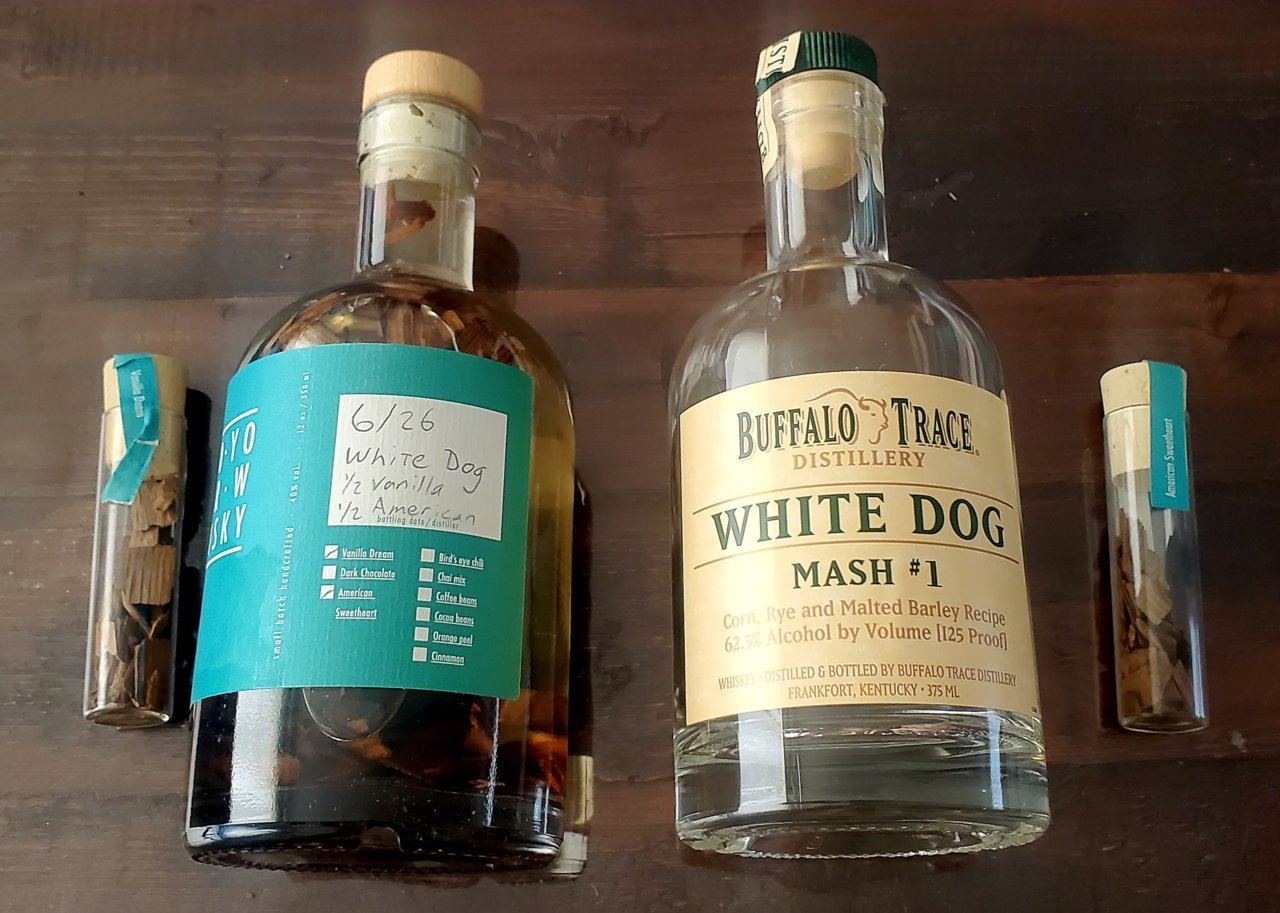 Vanilla Dream
12 oz / 350 ml
small batch handcrafted · 40% vol.
6/26
White Dog
1/2 Vanilla
1/2 American
bottling date/distiller
Vanilla Dream
Dark Chocolate
American
Sweetheart
Bird's eye chili
Chai mix
Coffee beans
Cocoa beans
Orange peel
Cinnamon
BUFFALO TRACE
DISTILLERY
WHITE DOG
MASH #1
Corn, Rye and Malted Barley Recipe
62.5% Alcohol by Volume [125 Proof]
WHISKEY • DISTILLED & BOTTLED BY BUFFALO TRACE DISTILLERY
FRANKFORT, KENTUCKY • 375 ML
American Sweetheart